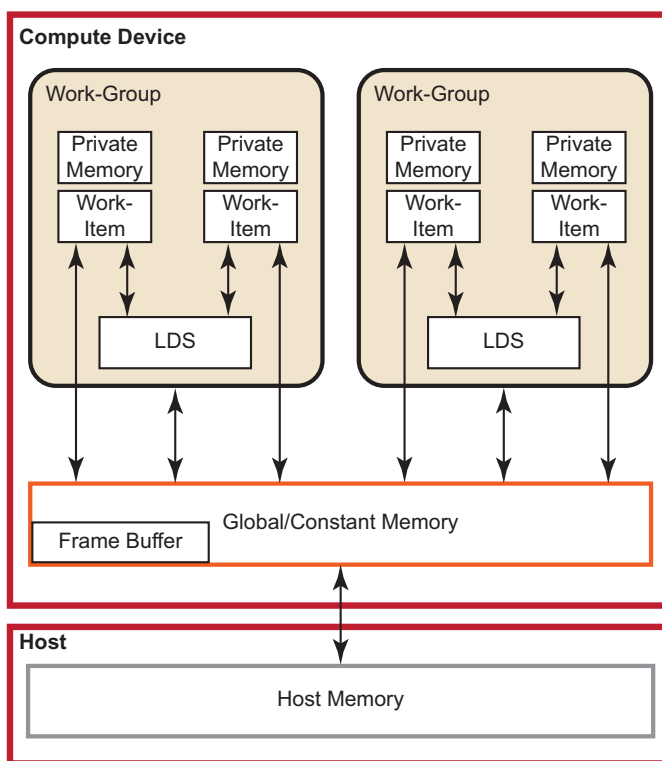 Compute Device
Work-Group
Private
Memory
Private
Memory
Work-
Item
Work-
Item
LDS
Work-Group
Private
Memory
Private
Memory
Work-
Item
Work-
Item
LDS
Global/Constant Memory
Frame Buffer
Host
Host Memory